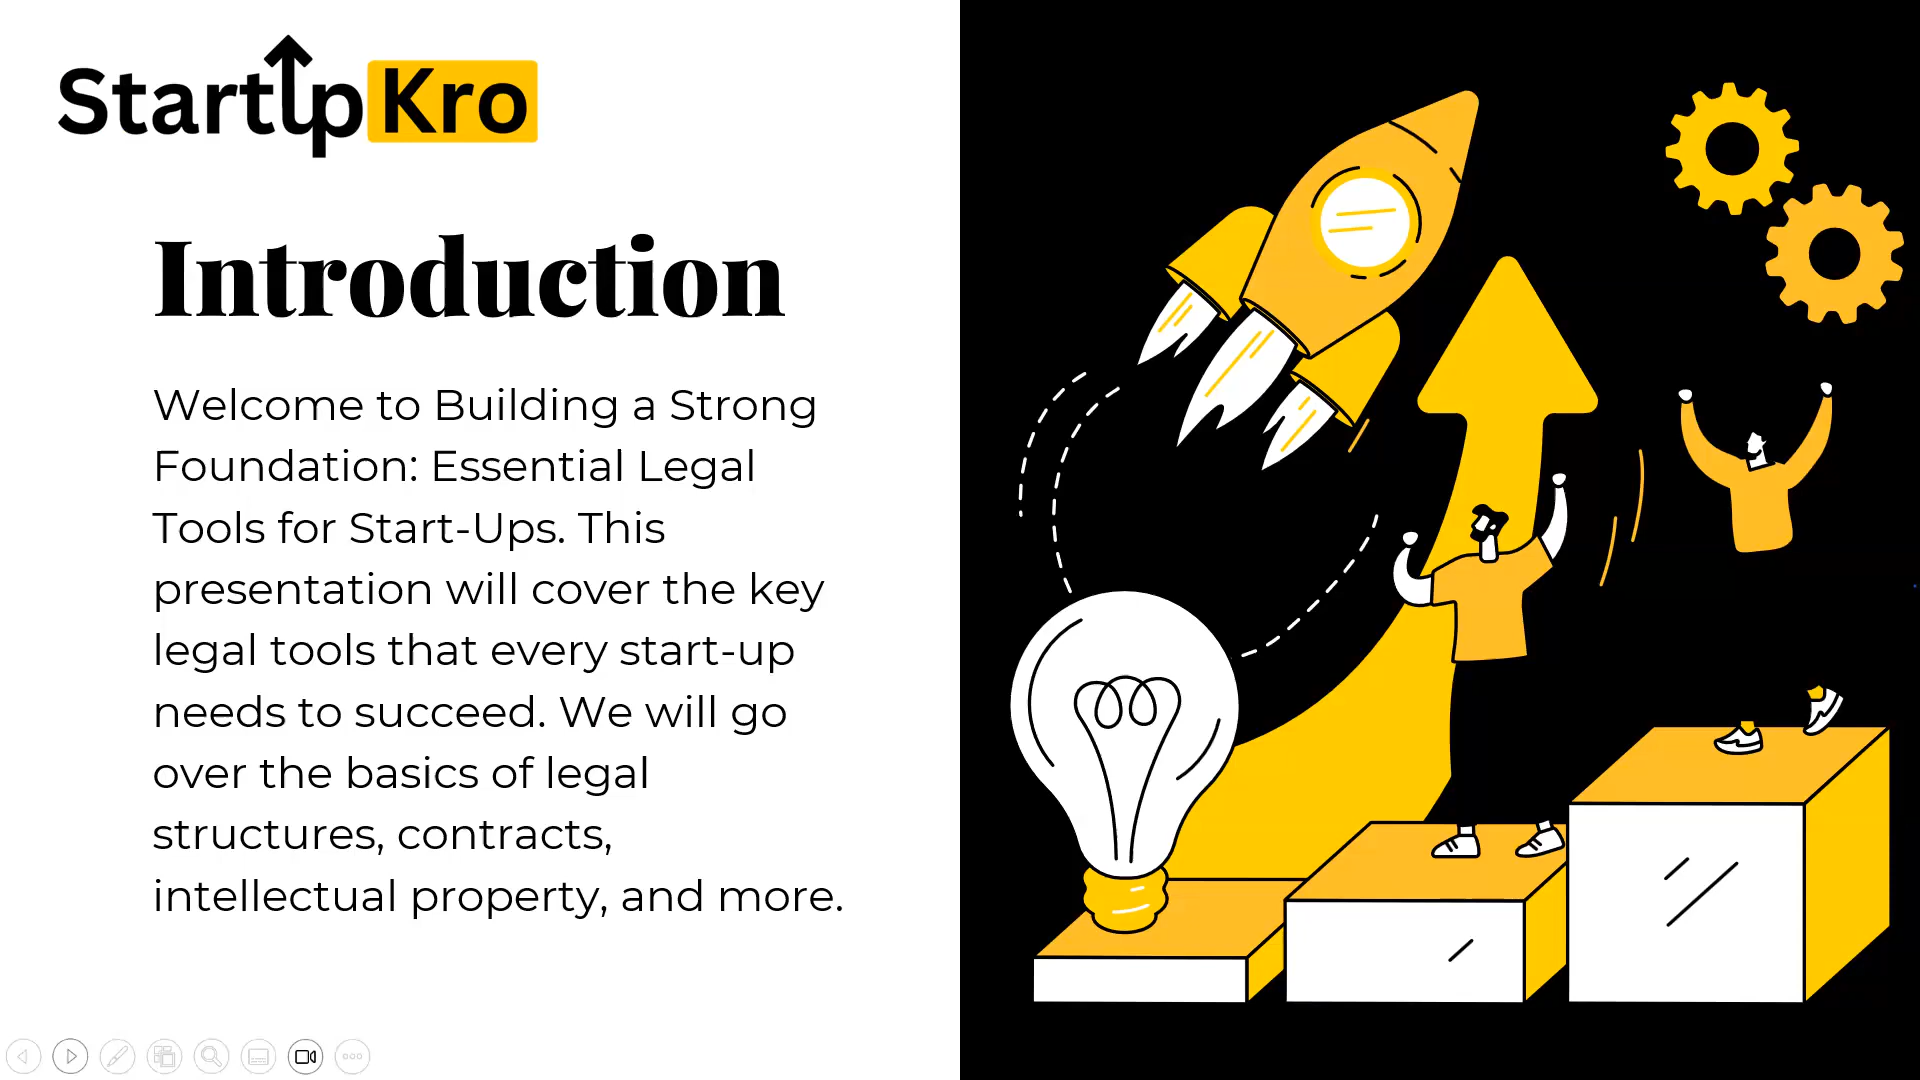 StartUp Kro
Introduction
Welcome to Building a Strong
Foundation: Essential Legal
Tools for Start-Ups. This
presentation will cover the key
legal tools that every start-up
needs to succeed. We will go
over the basics of legal
structures, contracts,
intellectual property, and more.